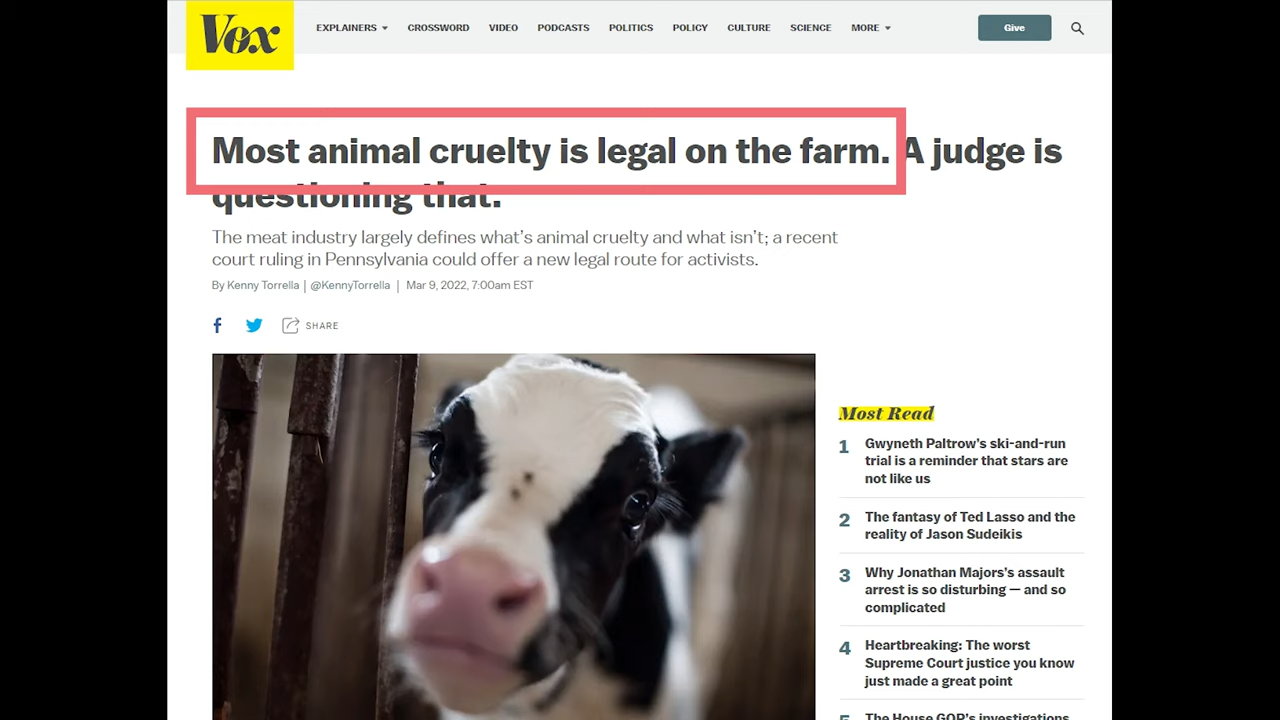 Vox
EXPLAINERS CROSSWORD VIDEO PODCASTS POLITICS POLICY CULTURE SCIENCE MORE Give
Most animal cruelty is legal on the farm. A judge is
questioning that.
The meat industry largely defines what's animal cruelty and what isn't; a recent
court ruling in Pennsylvania could offer a new legal route for activists.
By Kenny Torrella | @KennyTorrella | Mar 9, 2022, 7:00am EST
SHARE
Most Read
1 Gwyneth Paltrow's ski-and-run
trial is a reminder that stars are
not like us
2 The fantasy of Ted Lasso and the
reality of Jason Sudeikis
3 Why Jonathan Majors's assault
arrest is so disturbing — and so
complicated
4 Heartbreaking: The worst
Supreme Court justice you know
just made a great point
5 The House GOP's investigations